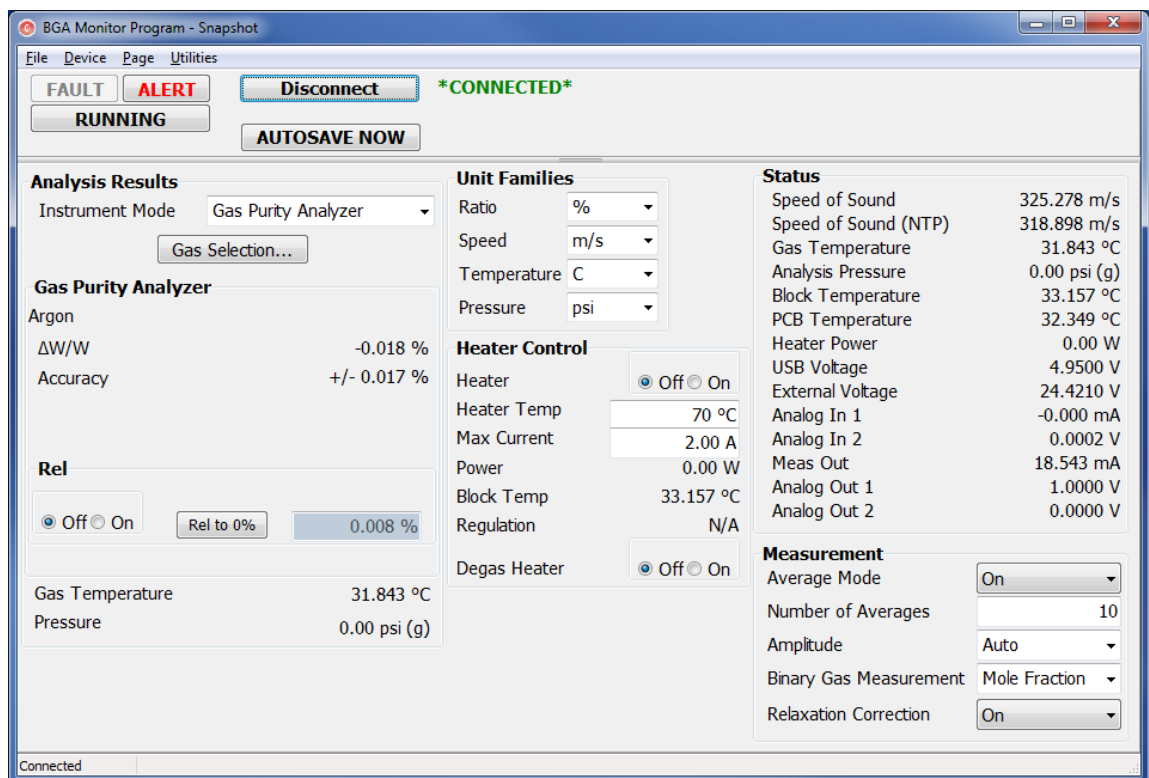 BGA Monitor Program - Snapshot
File Device Page Utilities
FAULT ALERT Disconnect *CONNECTED*
RUNNING
AUTOSAVE NOW
Analysis Results
Instrument Mode Gas Purity Analyzer
Gas Selection...
Gas Purity Analyzer
Argon
ΔW/W -0.018 %
Accuracy +/- 0.017 %
Rel
Off On Rel to 0% 0.008 %
Gas Temperature 31.843 ºC
Pressure 0.00 psi (g)
Unit Families
Ratio %
Speed m/s
Temperature C
Pressure psi
Heater Control
Heater Off On
Heater Temp 70 ºC
Max Current 2.00 A
Power 0.00 W
Block Temp 33.157 ºC
Regulation N/A
Degas Heater Off On
Status
Speed of Sound 325.278 m/s
Speed of Sound (NTP) 318.898 m/s
Gas Temperature 31.843 ºC
Analysis Pressure 0.00 psi (g)
Block Temperature 33.157 ºC
PCB Temperature 32.349 ºC
Heater Power 0.00 W
USB Voltage 4.9500 V
External Voltage 24.4210 V
Analog In 1 -0.000 mA
Analog In 2 0.0002 V
Meas Out 18.543 mA
Analog Out 1 1.0000 V
Analog Out 2 0.0000 V
Measurement
Average Mode On
Number of Averages 10
Amplitude Auto
Binary Gas Measurement Mole Fraction
Relaxation Correction On
Connected